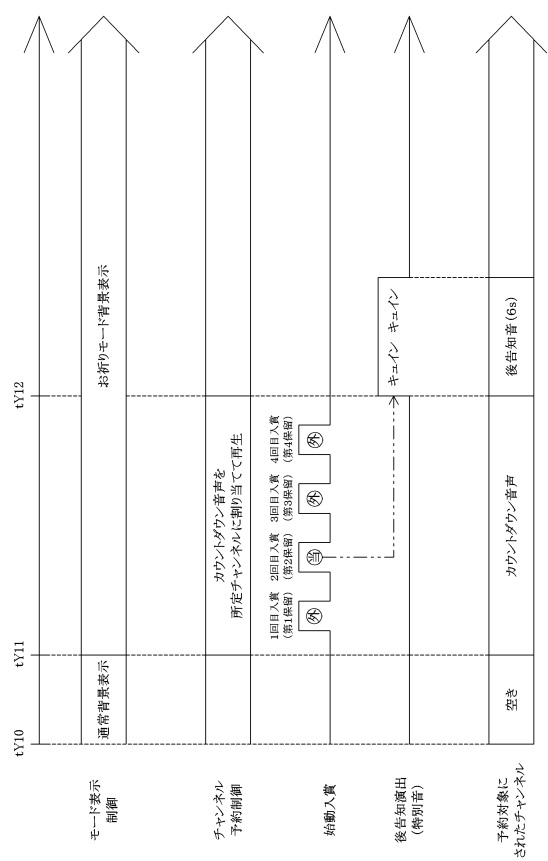 tY10
tY11
tY12
モード表示
制御
通常背景表示
お祈りモード背景表示
チャンネル
予約制御
カウントダウン音声を
所定チャンネルに割り当てて再生
始動入賞
1回目入賞
(第1保留)
外
2回目入賞
(第2保留)
当
3回目入賞
(第3保留)
外
4回目入賞
(第4保留)
外
後告知演出
(特別音)
キュイン キュイン
予約対象に
されたチャンネル
空き
カウントダウン音声
後告知音(6s)